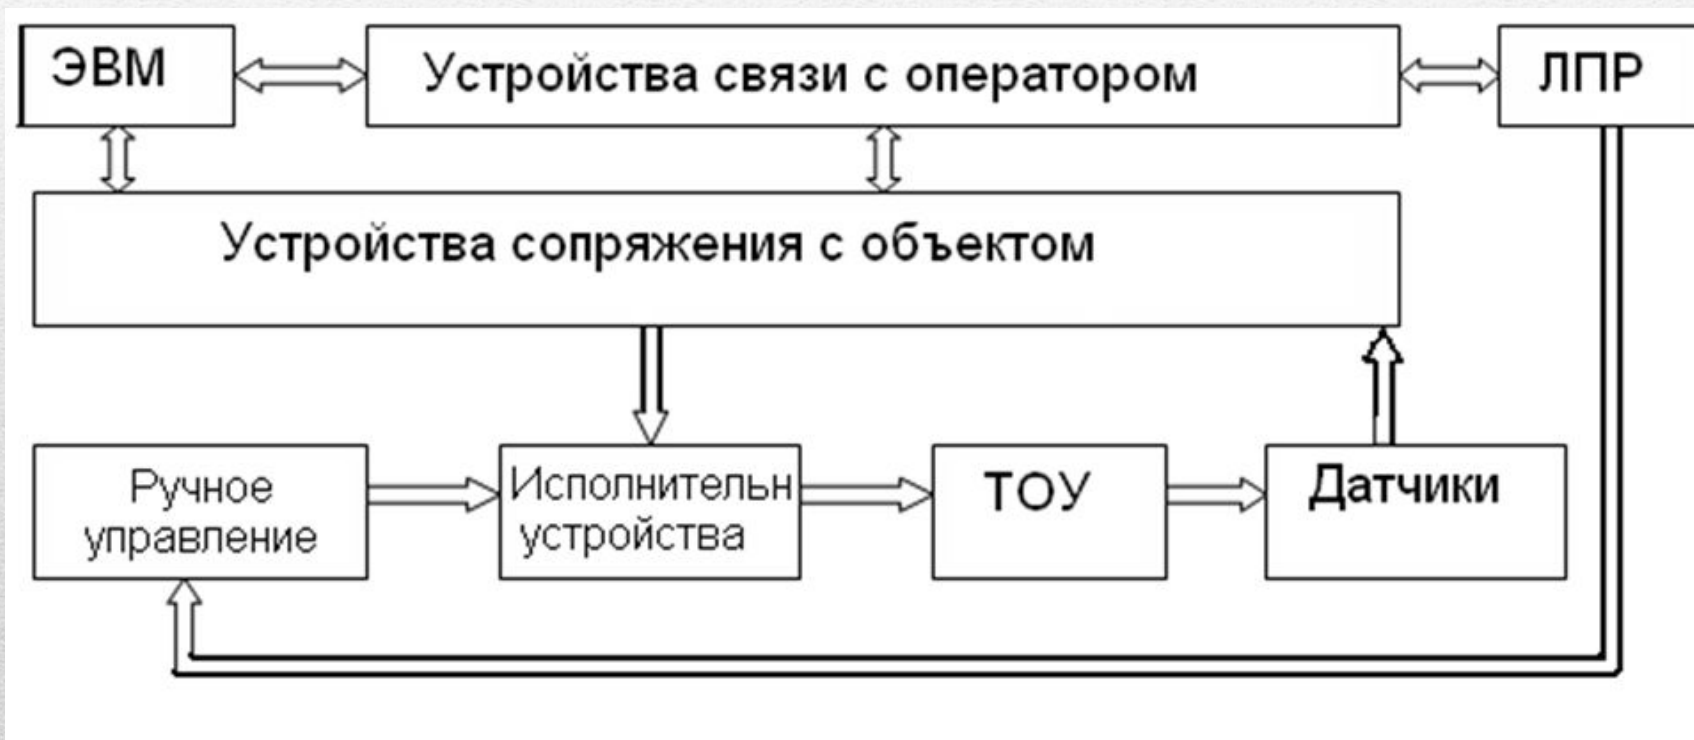 ЭВМ
Устройства связи с оператором
ЛПР
Устройства сопряжения с объектом
Ручное
управление
Исполнительн
устройства
ТОУ
Датчики